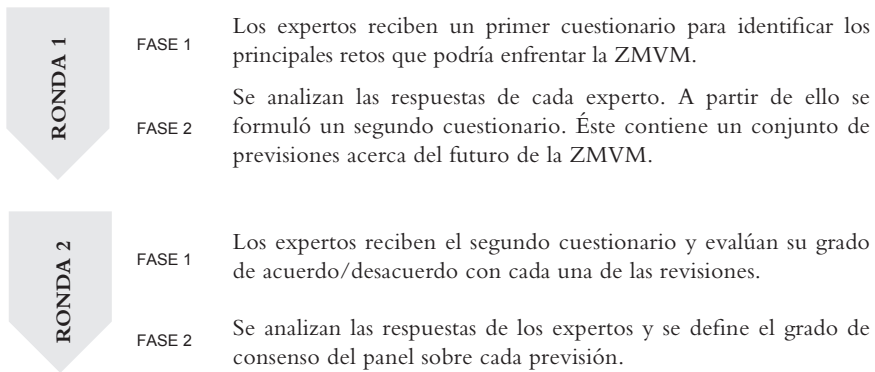 RONDA 1
FASE 1
Los expertos reciben un primer cuestionario para identificar los
principales retos que podría enfrentar la ZMVM.
FASE 2
Se analizan las respuestas de cada experto. A partir de ello se
formuló un segundo cuestionario. Éste contiene un conjunto de
previsiones acerca del futuro de la ZMVM.
RONDA 2
FASE 1
Los expertos reciben el segundo cuestionario y evalúan su grado
de acuerdo/desacuerdo con cada una de las revisiones.
FASE 2
Se analizan las respuestas de los expertos y se define el grado de
consenso del panel sobre cada previsión.